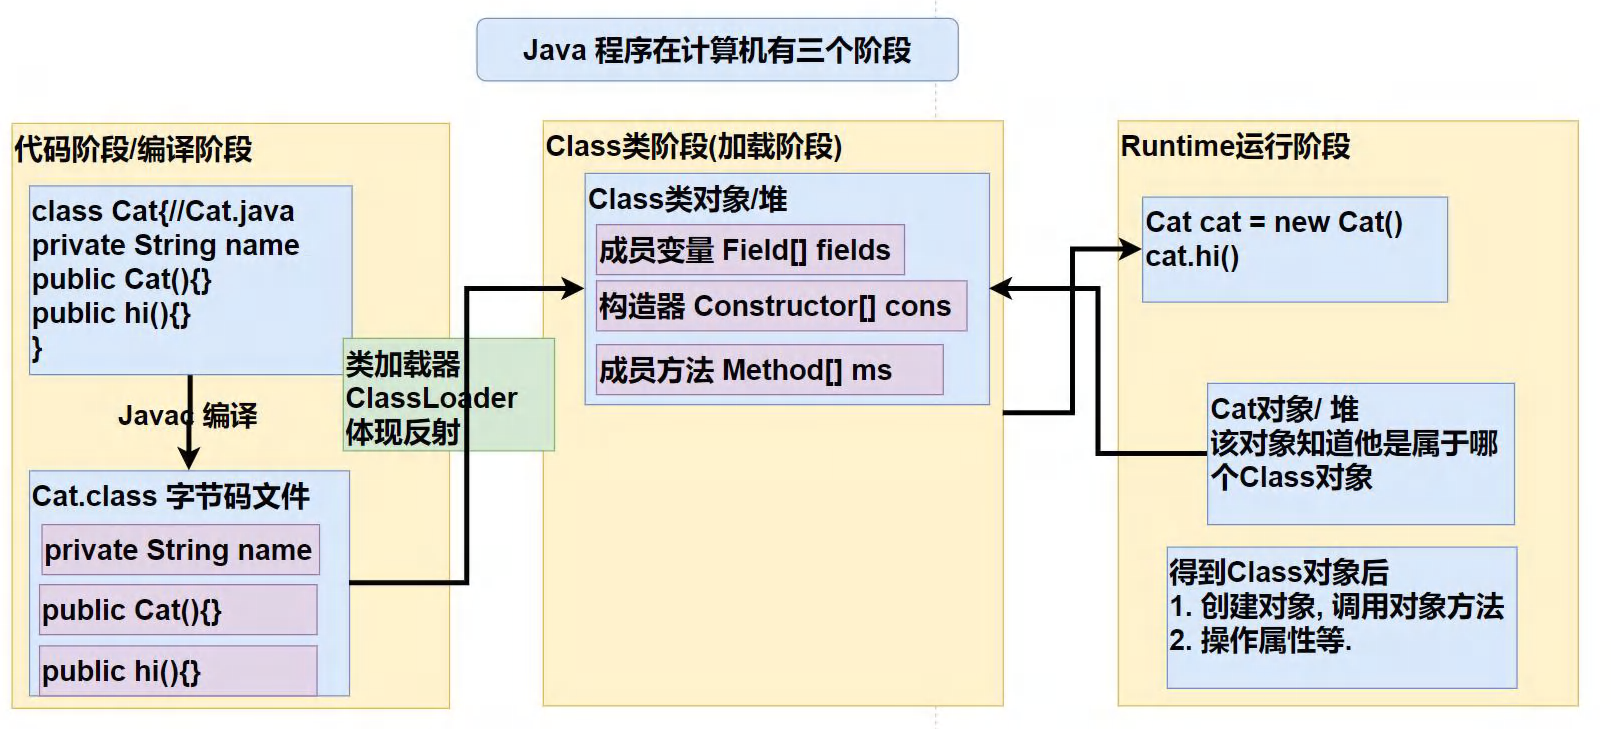 Java 程序在计算机有三个阶段
代码阶段/编译阶段
class Cat{//Cat.java
private String name
public Cat(){}
public hi(){}
}
Javac 编译
Cat.class 字节码文件
private String name
public Cat(){}
public hi(){}
类加载器
ClassLoader
体现反射
Class类阶段(加载阶段)
Class类对象/堆
成员变量 Field[] fields
构造器 Constructor[] cons
成员方法 Method[] ms
Runtime运行阶段
Cat cat = new Cat()
cat.hi()
Cat对象/ 堆
该对象知道他是属于哪
个Class对象
得到Class对象后
1. 创建对象, 调用对象方法
2. 操作属性等.